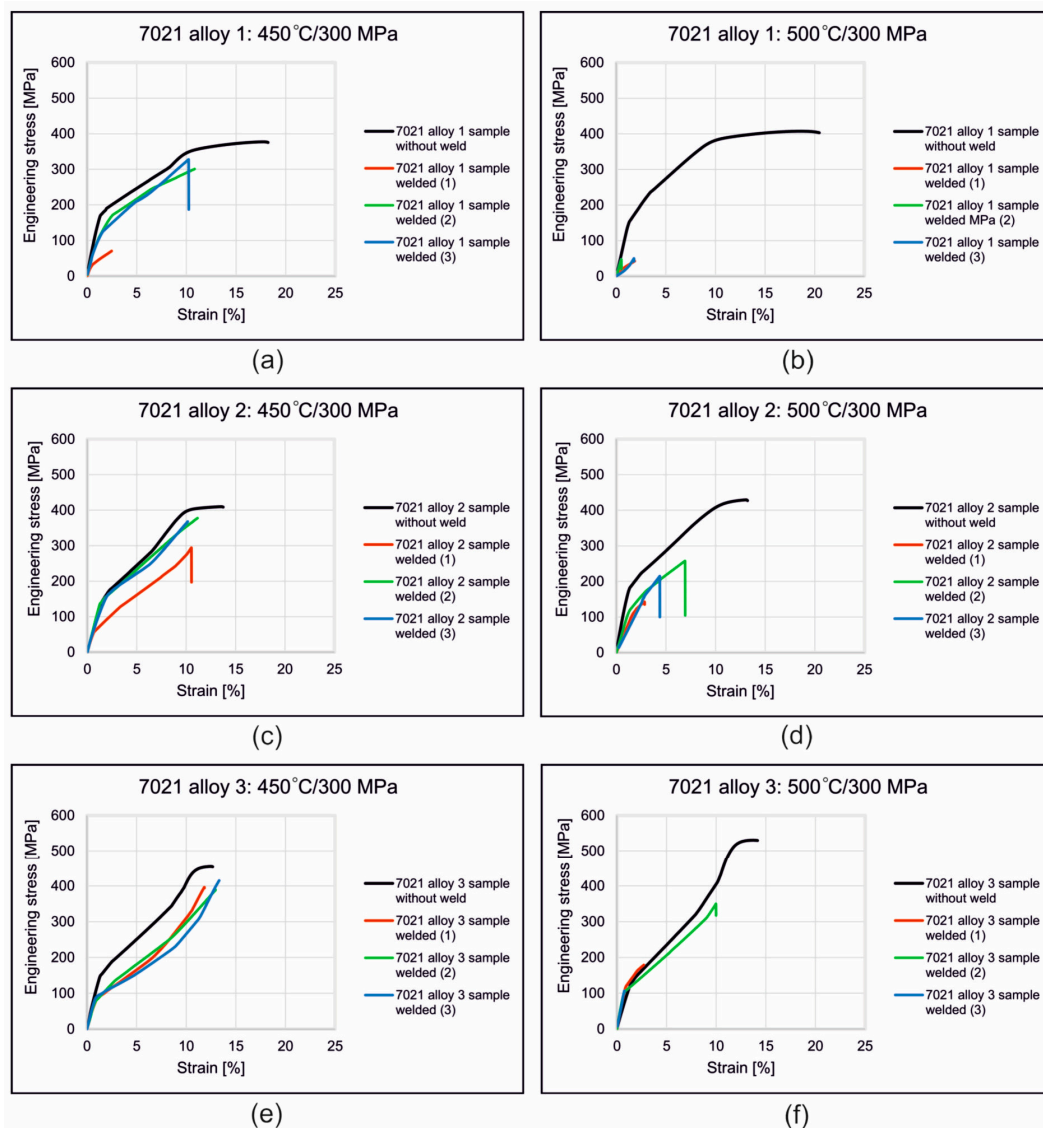 7021 alloy 1: 450°C/300 MPa
Engineering stress [MPa]
600
500
400
300
200
100
0
0 5 10 15 20 25
Strain [%]
7021 alloy 1 sample
without weld
7021 alloy 1 sample
welded (1)
7021 alloy 1 sample
welded (2)
7021 alloy 1 sample
welded (3)
(a)
7021 alloy 1: 500°C/300 MPa
Engineering stress [MPa]
600
500
400
300
200
100
0
0 5 10 15 20 25
Strain [%]
7021 alloy 1 sample
without weld
7021 alloy 1 sample
welded (1)
7021 alloy 1 sample
welded MPa (2)
7021 alloy 1 sample
welded (3)
(b)
7021 alloy 2: 450°C/300 MPa
Engineering stress [MPa]
600
500
400
300
200
100
0
0 5 10 15 20 25
Strain [%]
7021 alloy 2 sample
without weld
7021 alloy 2 sample
welded (1)
7021 alloy 2 sample
welded (2)
7021 alloy 2 sample
welded (3)
(c)
7021 alloy 2: 500°C/300 MPa
Engineering stress [MPa]
600
500
400
300
200
100
0
0 5 10 15 20 25
Strain [%]
7021 alloy 2 sample
without weld
7021 alloy 2 sample
welded (1)
7021 alloy 2 sample
welded (2)
7021 alloy 2 sample
welded (3)
(d)
7021 alloy 3: 450°C/300 MPa
Engineering stress [MPa]
600
500
400
300
200
100
0
0 5 10 15 20 25
Strain [%]
7021 alloy 3 sample
without weld
7021 alloy 3 sample
welded (1)
7021 alloy 3 sample
welded (2)
7021 alloy 3 sample
welded (3)
(e)
7021 alloy 3: 500°C/300 MPa
Engineering stress [MPa]
600
500
400
300
200
100
0
0 5 10 15 20 25
Strain [%]
7021 alloy 3 sample
without weld
7021 alloy 3 sample
welded (1)
7021 alloy 3 sample
welded (2)
7021 alloy 3 sample
welded (3)
(f)